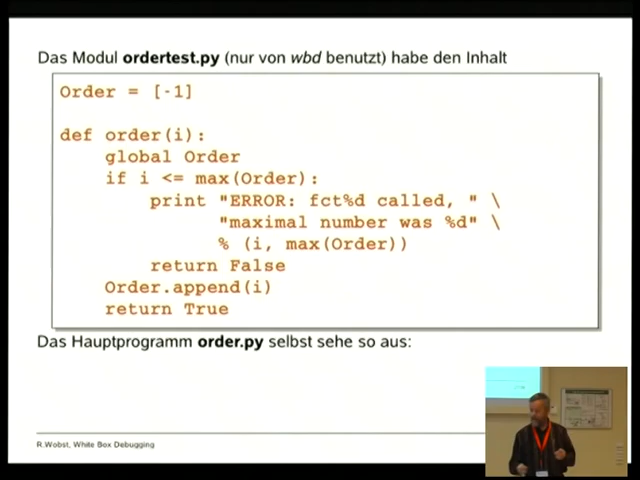 Das Modul ordertest.py (nur von wbd benutzt) habe den Inhalt
Order = [-1]
def order(i):
global Order
if i <= max(Order):
print "ERROR: fct%d called, " \
"maximal number was %d" \
% (i, max(Order))
return False
Order.append(i)
return True
Das Hauptprogramm order.py selbst sehe so aus:
R.Wobst, White Box Debugging